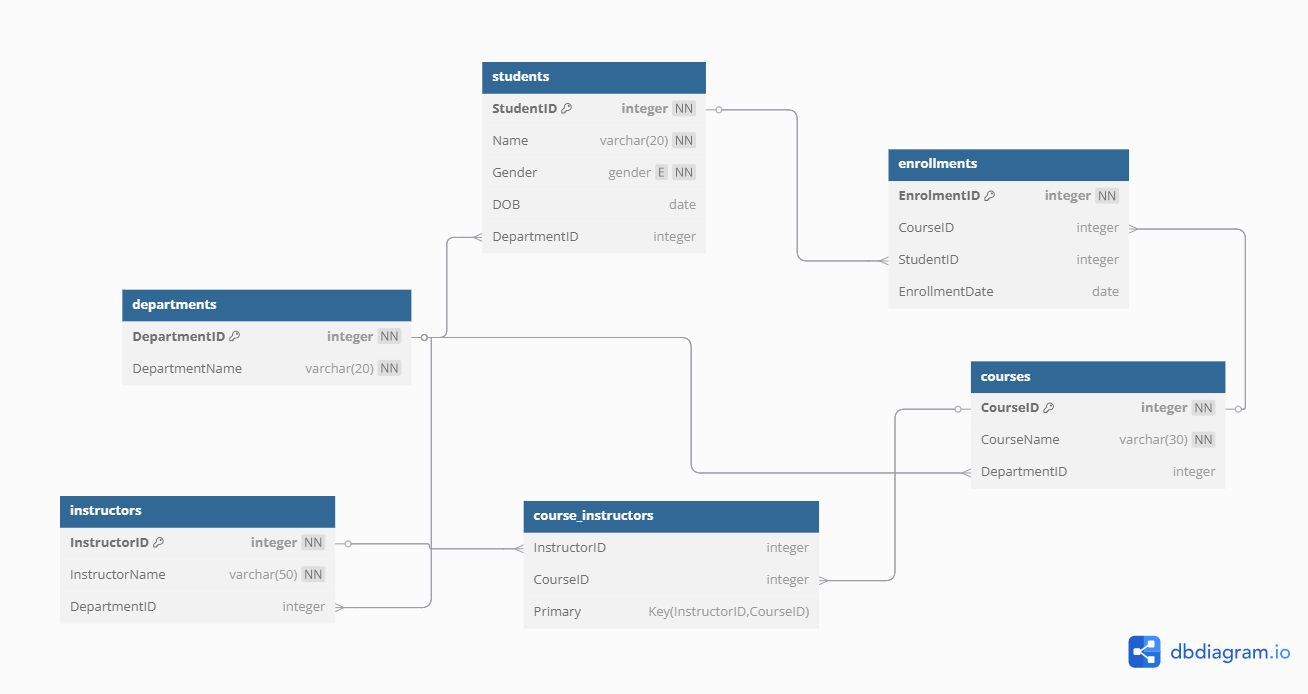 students
StudentID integer NN
Name varchar(20) NN
Gender gender E NN
DOB date
DepartmentID integer
enrollments
EnrolmentID integer NN
CourseID integer
StudentID integer
EnrollmentDate date
departments
DepartmentID integer NN
DepartmentName varchar(20) NN
courses
CourseID integer NN
CourseName varchar(30) NN
DepartmentID integer
instructors
InstructorID integer NN
InstructorName varchar(50) NN
DepartmentID integer
course_instructors
InstructorID integer
CourseID integer
Primary Key(InstructorID,CourseID)
dbdiagram.io